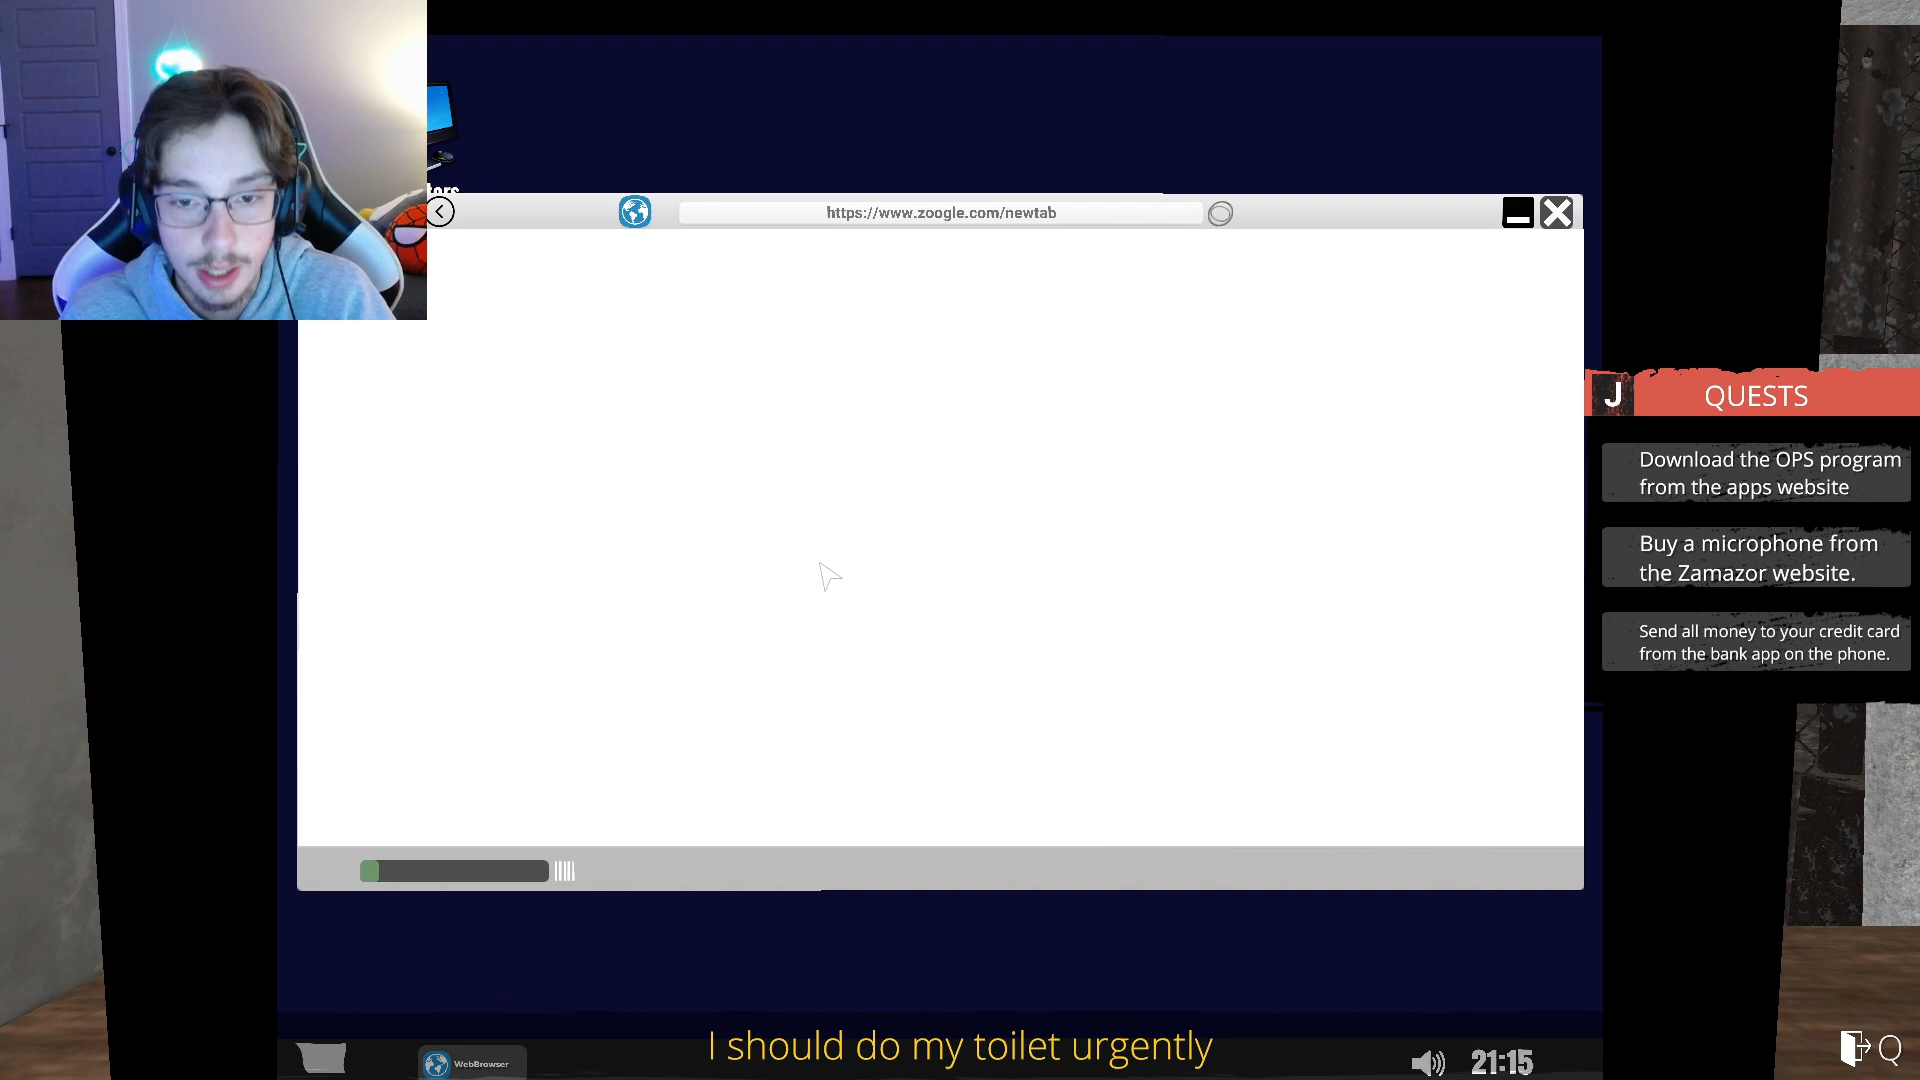 tors
https://www.zoogle.com/newtab
J QUESTS
Download the OPS program
from the apps website
Buy a microphone from
the Zamazor website.
Send all money to your credit card
from the bank app on the phone.
I should do my toilet urgently
WebBrowser
21:15
Q